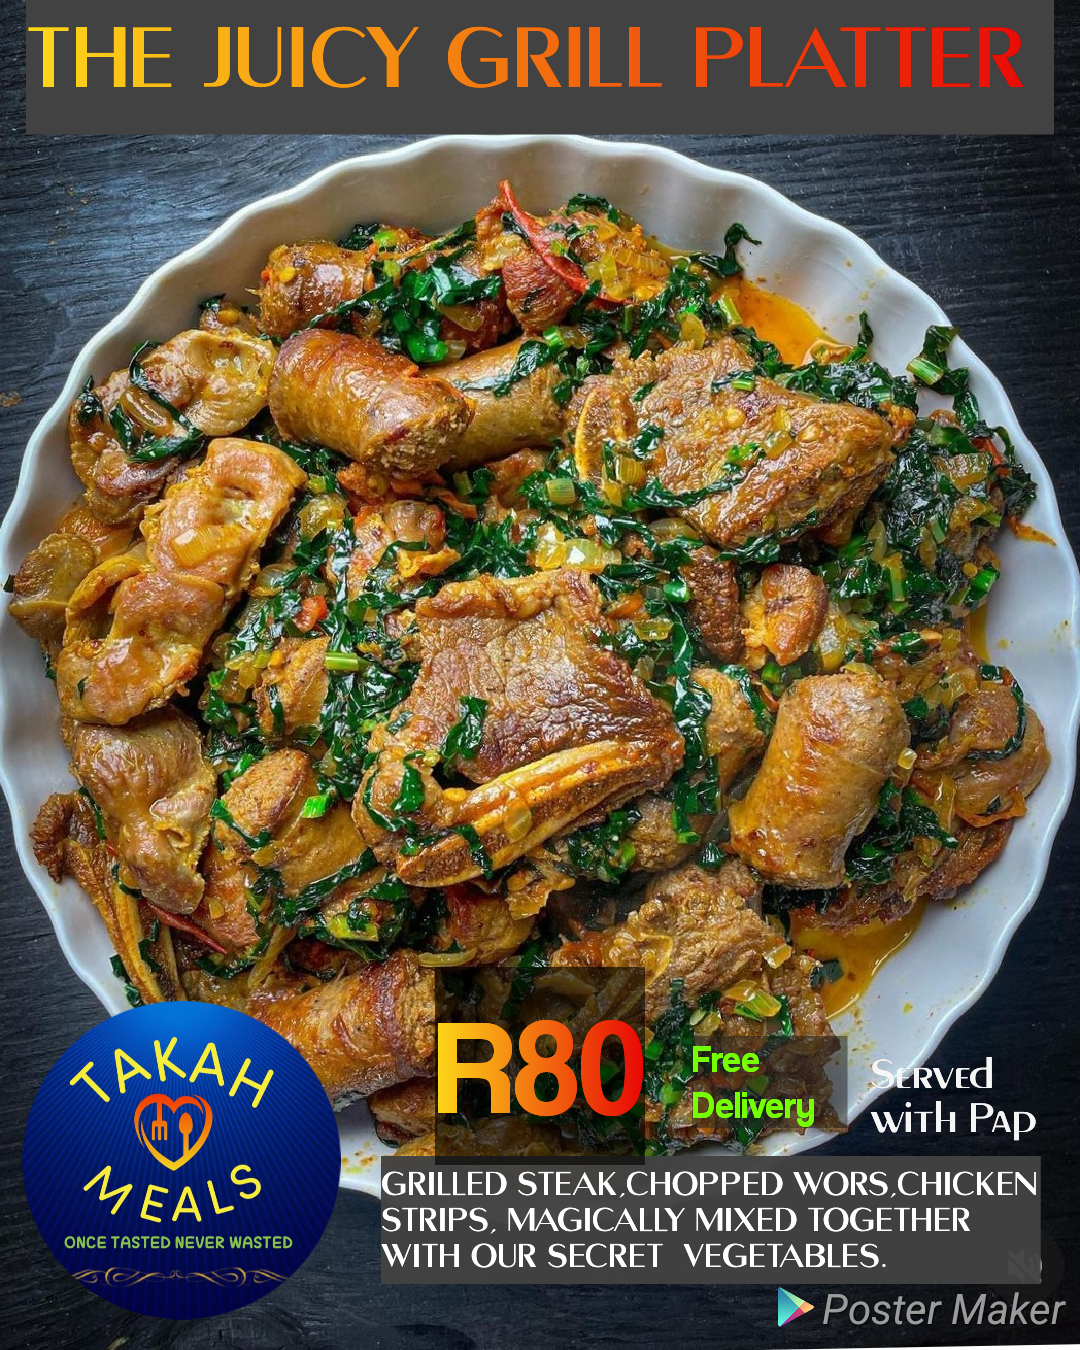 THE JUICY GRILL PLATTER
R80
Free
Delivery
SERVED
WITH PAP
GRILLED STEAK,CHOPPED WORS,CHICKEN
STRIPS, MAGICALLY MIXED TOGETHER
WITH OUR SECRET VEGETABLES.
TAKAH
MEALS
ONCE TASTED NEVER WASTED
Poster Maker